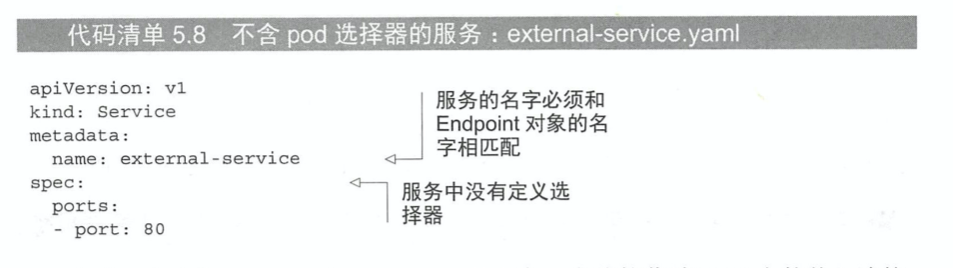 代码清单 5.8 不含 pod 选择器的服务：external-service.yaml
apiVersion: v1
kind: Service
metadata:
  name: external-service
spec:
  ports:
  - port: 80
服务的名字必须和
Endpoint 对象的名
字相匹配
服务中没有定义选
择器